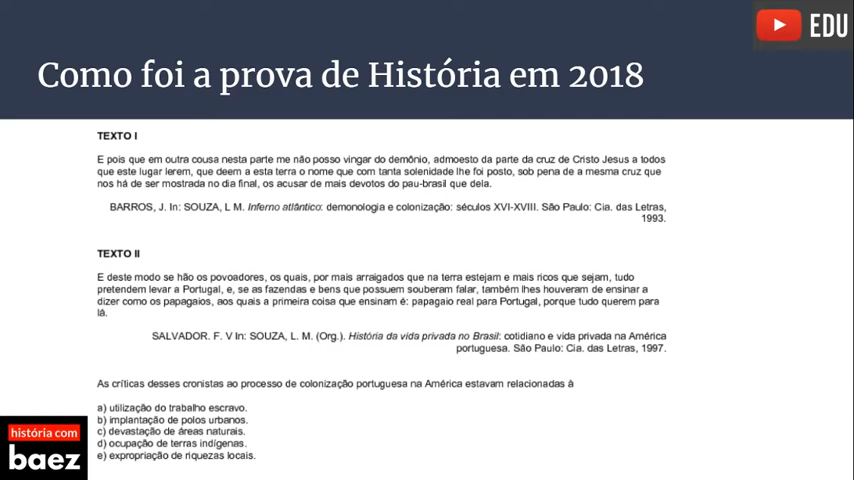 EDU
Como foi a prova de História em 2018
TEXTO I
E pois que em outra cousa nesta parte me não posso vingar do demônio, admoesto da parte da cruz de Cristo Jesus a todos
que este lugar lerem, que deem a esta terra o nome que com tanta solenidade lhe foi posto, sob pena de a mesma cruz que
nos há de ser mostrada no dia final, os acusar de mais devotos do pau-brasil que dela.
BARROS, J. In: SOUZA, L M. Inferno atlântico: demonologia e colonização: séculos XVI-XVIII. São Paulo: Cia. das Letras,
1993.
TEXTO II
E deste modo se hão os povoadores, os quais, por mais arraigados que na terra estejam e mais ricos que sejam, tudo
pretendem levar a Portugal, e, se as fazendas e bens que possuem souberam falar, também lhes houveram de ensinar a
dizer como os papagaios, aos quais a primeira coisa que ensinam é: papagaio real para Portugal, porque tudo querem para
lá.
SALVADOR. F. V In: SOUZA, L. M. (Org.). História da vida privada no Brasil: cotidiano e vida privada na América
portuguesa. São Paulo: Cia. das Letras, 1997.
As críticas desses cronistas ao processo de colonização portuguesa na América estavam relacionadas à
a) utilização do trabalho escravo.
b) implantação de polos urbanos.
c) devastação de áreas naturais.
d) ocupação de terras indígenas.
e) expropriação de riquezas locais.
história com
baez